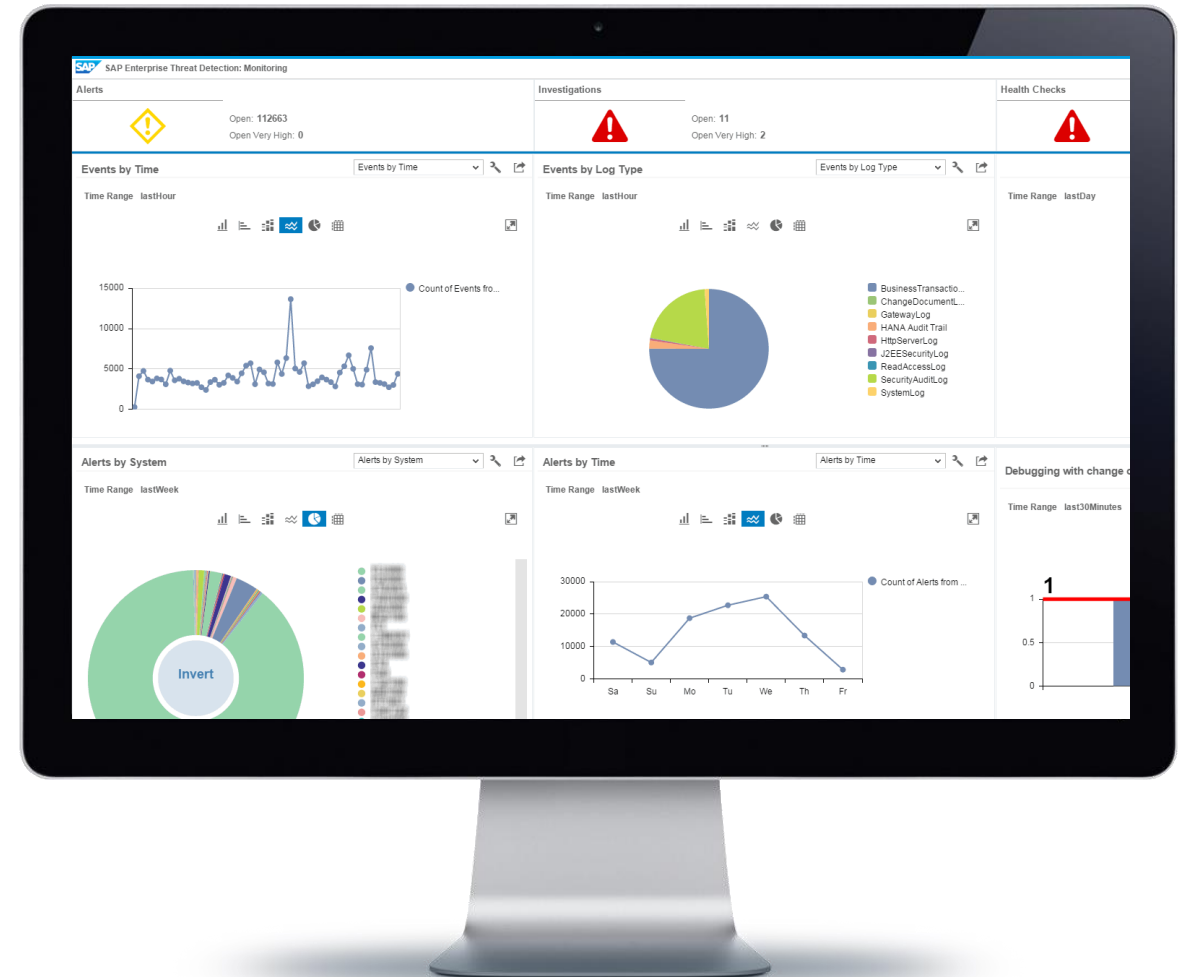 SAP SAP Enterprise Threat Detection: Monitoring
Alerts
Open: 112663
Open Very High: 0
Investigations
Open: 11
Open Very High: 2
Health Checks
Events by Time
Events by Time
Time Range lastHour
15000
10000
5000
0
Count of Events fro...
Events by Log Type
Events by Log Type
Time Range lastHour
BusinessTransactio...
ChangeDocumentL...
GatewayLog
HANA Audit Trail
HttpServerLog
J2EESecurityLog
ReadAccessLog
SecurityAuditLog
SystemLog
Time Range lastDay
Alerts by System
Alerts by System
Time Range lastWeek
Invert
Alerts by Time
Alerts by Time
Time Range lastWeek
30000
20000
10000
0
Sa Su Mo Tu We Th Fr
Count of Alerts from ...
Debugging with change
Time Range last30Minutes
1
1
0.5
0